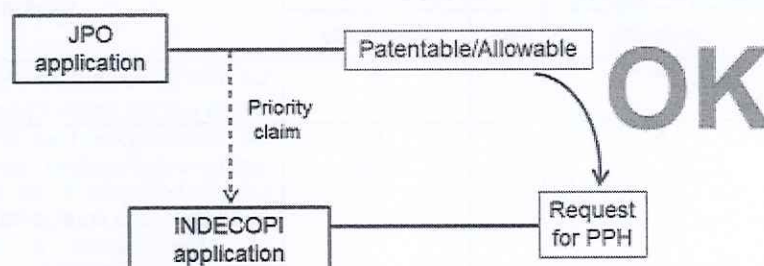 JPO
application
Patentable/Allowable
OK
Priority
claim
INDECOPI
application
Request
for PPH